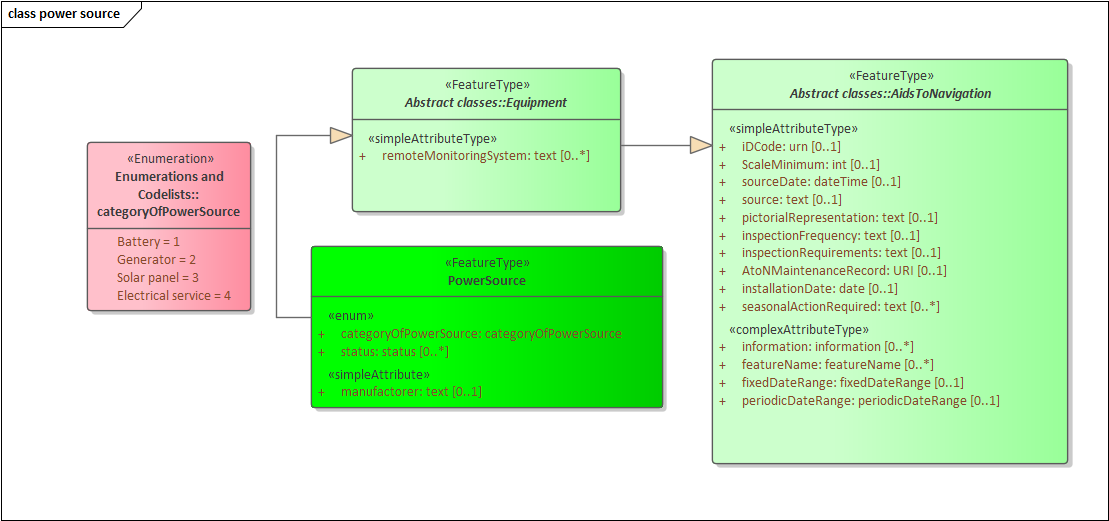 class power source
«Enumeration»
Enumerations and
Codelists::
categoryOfPowerSource
Battery = 1
Generator = 2
Solar panel = 3
Electrical service = 4
«FeatureType»
Abstract classes::Equipment
«simpleAttributeType»
+ remoteMonitoringSystem: text [0..*]
«FeatureType»
PowerSource
«enum»
+ categoryOfPowerSource: categoryOfPowerSource
+ status: status [0..*]
«simpleAttribute»
+ manufactorer: text [0..1]
«FeatureType»
Abstract classes::AidsToNavigation
«simpleAttributeType»
+ iDCode: urn [0..1]
+ ScaleMinimum: int [0..1]
+ sourceDate: dateTime [0..1]
+ source: text [0..1]
+ pictorialRepresentation: text [0..1]
+ inspectionFrequency: text [0..1]
+ inspectionRequirements: text [0..1]
+ AtoNMaintenanceRecord: URI [0..1]
+ installationDate: date [0..1]
+ seasonalActionRequired: text [0..*]
«complexAttributeType»
+ information: information [0..*]
+ featureName: featureName [0..*]
+ fixedDateRange: fixedDateRange [0..1]
+ periodicDateRange: periodicDateRange [0..1]